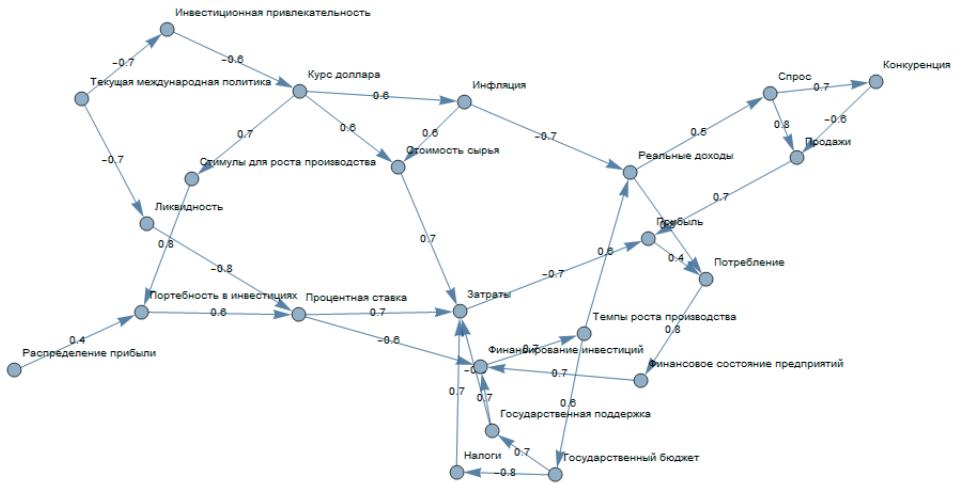 Инвестиционная привлекательность
-0.7
-0.6
Текущая международная политика
Курс доллара
0.6
Инфляция
Спрос
0.7
Конкуренция
0.8
-0.6
Продажи
0.7
0.6
0.6
-0.7
0.5
-0.7
Стимулы для роста производства
Стоимость сырья
Реальные доходы
0.7
Ликвидность
0.8
Прибыль
-0.8
0.7
0.6
0.4
-0.7
Потребление
Портебность в инвестициях
Процентная ставка
Затраты
0.6
0.7
Темпы роста производства
0.8
0.4
-0.6
Распределение прибыли
Финансирование инвестиций
0.7
Финансовое состояние предприятий
0.7
0.7
0.7
0.6
Государственная поддержка
0.7
Налоги
-0.8
Государственный бюджет